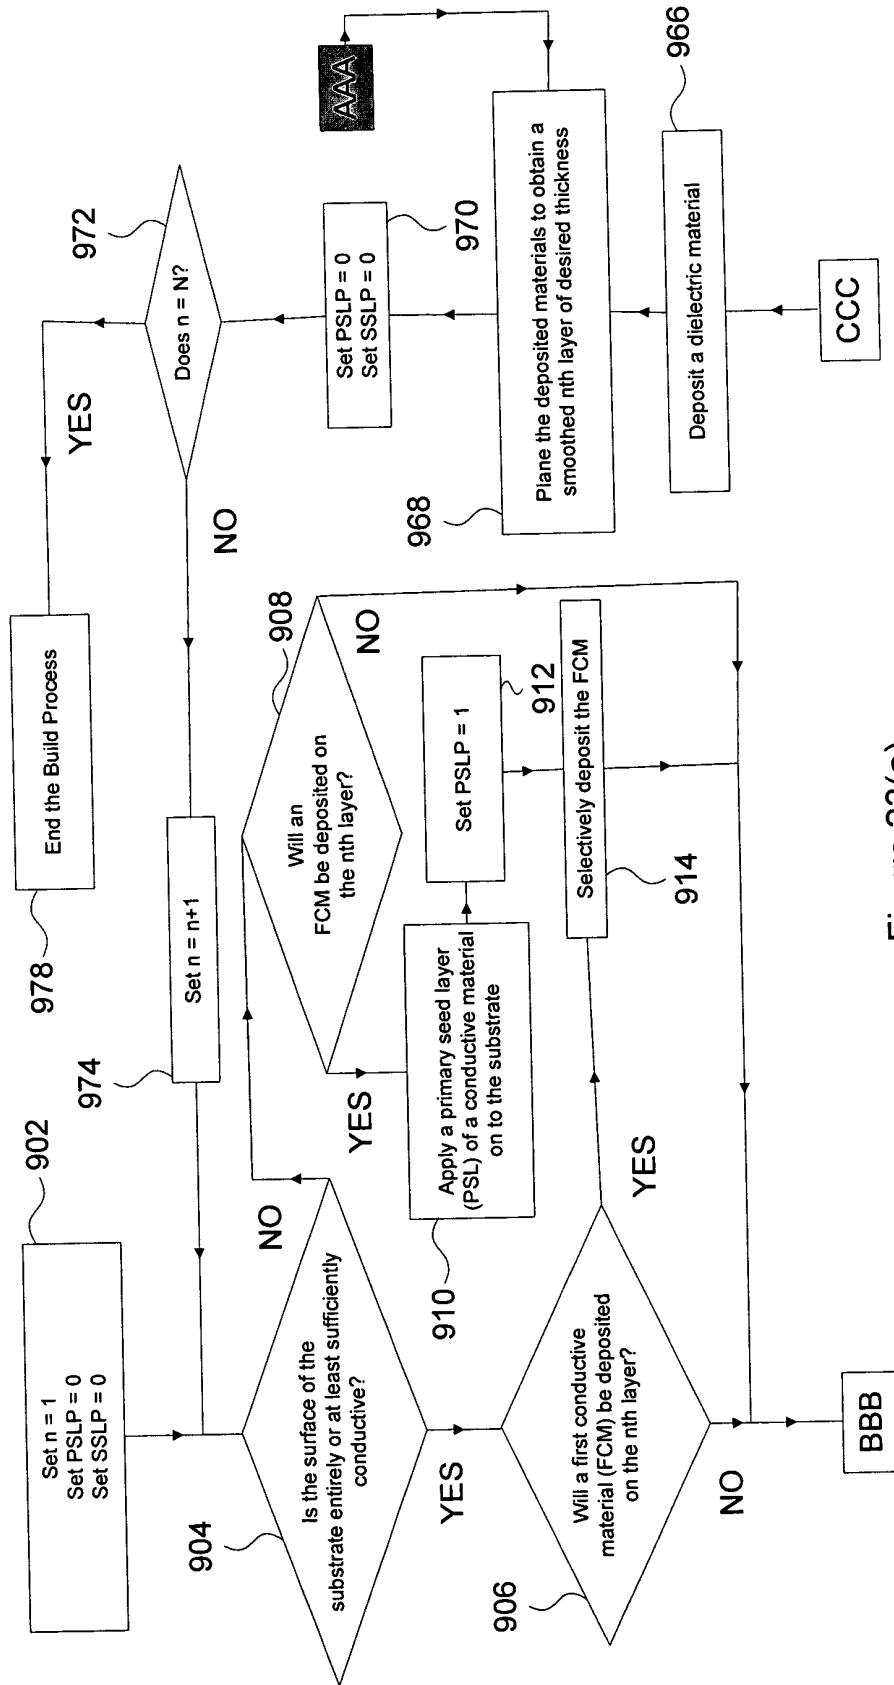 902
Set n = 1
Set PSLP = 0
Set SSLP = 0
904
Is the surface of the
substrate entirely or at least sufficiently
conductive?
NO
YES
906
Will a first conductive
material (FCM) be deposited
on the nth layer?
YES
NO
BBB
974
Set n = n+1
908
Will an
FCM be deposited on
the nth layer?
NO
YES
910
Apply a primary seed layer
(PSL) of a conductive material
on to the substrate
912
Set PSLP = 1
Selectively deposit the FCM
914
978
End the Build Process
YES
972
Does n = N?
NO
970
Set PSLP = 0
Set SSLP = 0
AAA
968
Plane the deposited materials to obtain a
smoothed nth layer of desired thickness
966
Deposit a dielectric material
CCC